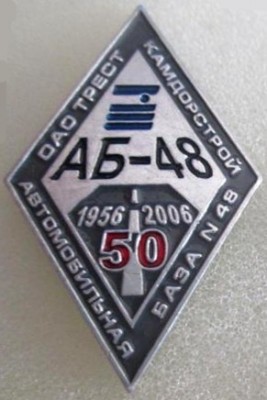 ОАО ТРЕСТ
КАМДОРСТРОЙ
АБ-48
1956 2006
50
АВТОМОБИЛЬНАЯ
БАЗА N 48